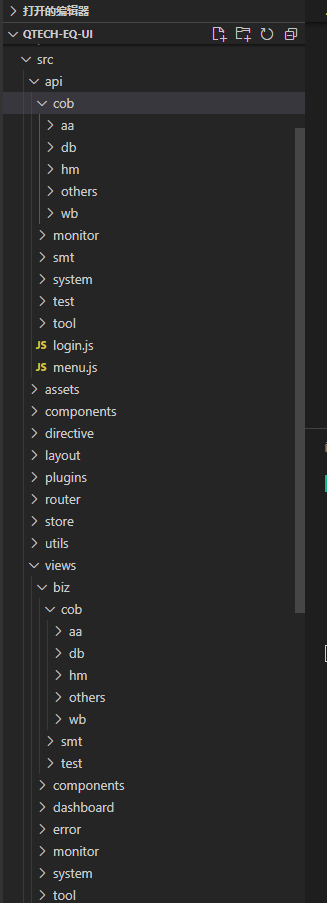 打开的编辑器
QTECH-EQ-UI
src
api
cob
aa
db
hm
others
wb
monitor
smt
system
test
tool
JS login.js
JS menu.js
assets
components
directive
layout
plugins
router
store
utils
views
biz
cob
aa
db
hm
others
wb
smt
test
components
dashboard
error
monitor
system
tool